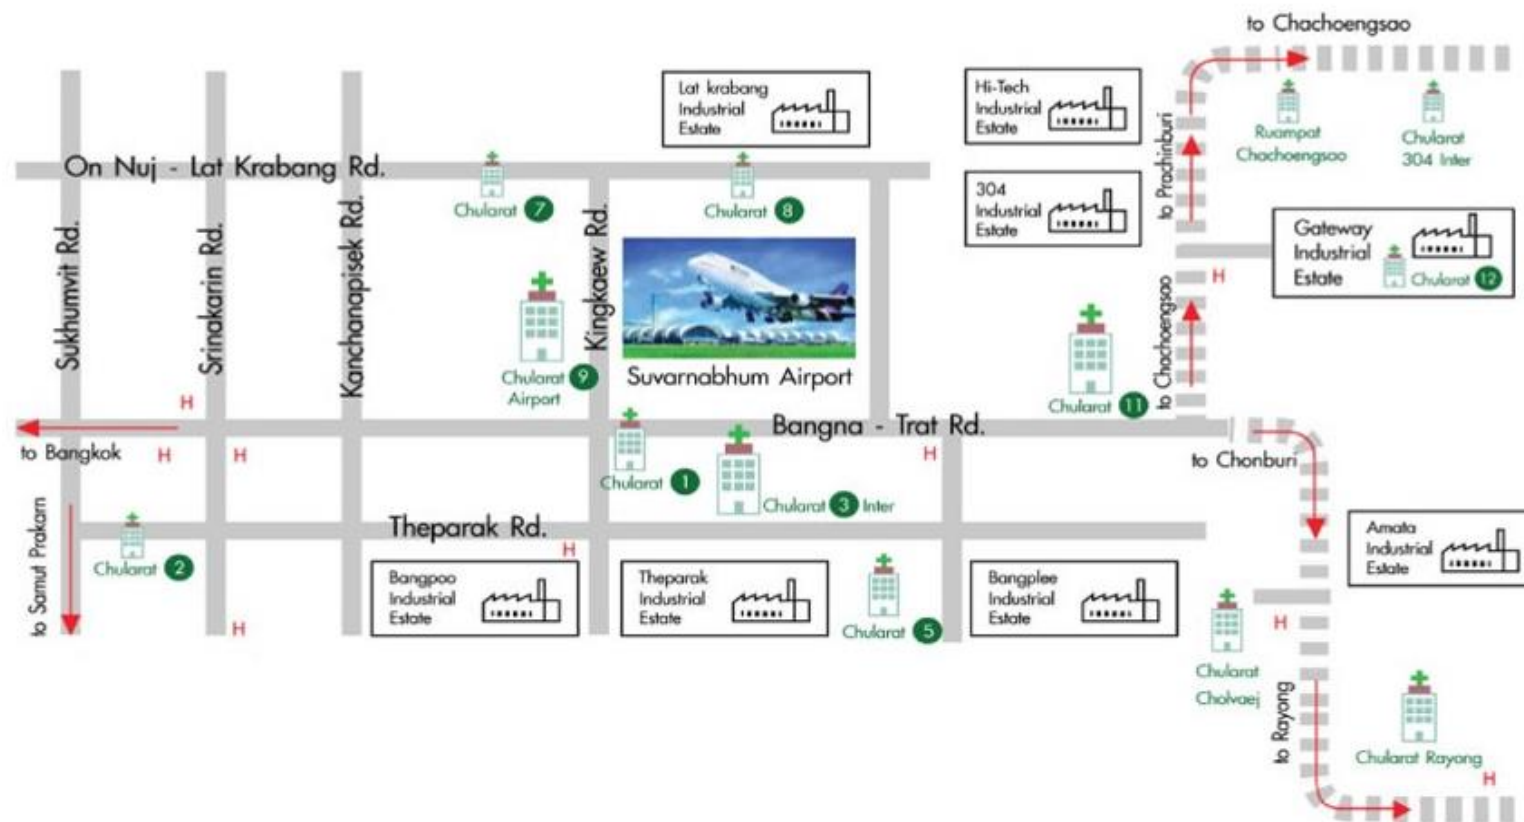 to Chachoengsao
Lat krabang
Industrial
Estate
Hi-Tech
Industrial
Estate
to Prachinburi
Ruampat
Chachoengsao
Chularat
304 Inter
On Nuj - Lat Krabang Rd.
Chularat 7
Chularat 8
304
Industrial
Estate
Gateway
Industrial
Estate
Chularat 12
Sukhumvit Rd.
Srinakarin Rd.
Kanchanapisek Rd.
Kingkaew Rd.
H
to Chachoengsao
Chularat 9
Airport
Suvarnabhum Airport
Chularat 11
H
Bangna - Trat Rd.
to Bangkok
H
H
H
to Chonburi
Chularat 1
Chularat 3 Inter
to Samut Prakarn
Theparak Rd.
H
Chularat 2
Amata
Industrial
Estate
Bangpoo
Industrial
Estate
Theparak
Industrial
Estate
Chularat 5
Bangplee
Industrial
Estate
H
H
Chularat
Cholvaej
to Rayong
Chularat Rayong
H